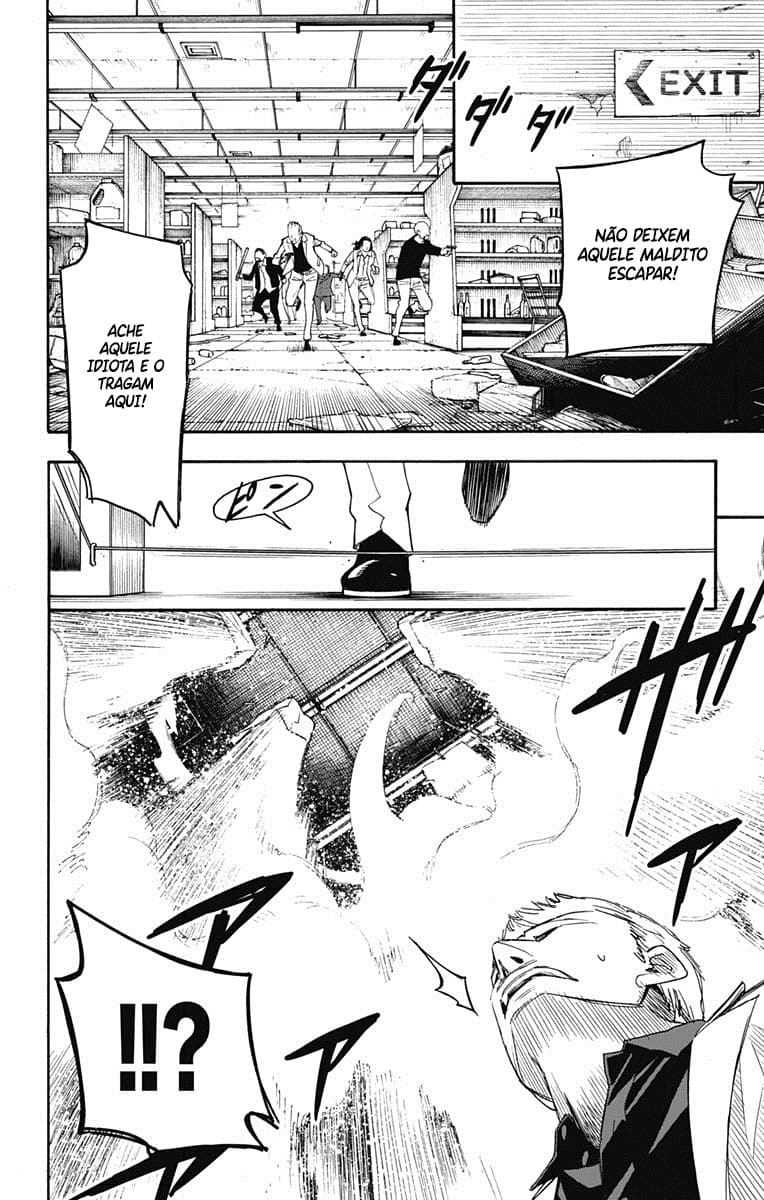 EXIT
ダ
ダ
ダ
NÃO DEIXEM
AQUELE MALDITO
ESCAPAR!
ACHE
AQUELE
IDIOTA E O
TRAGAM
AQUI!
ピン
!!?